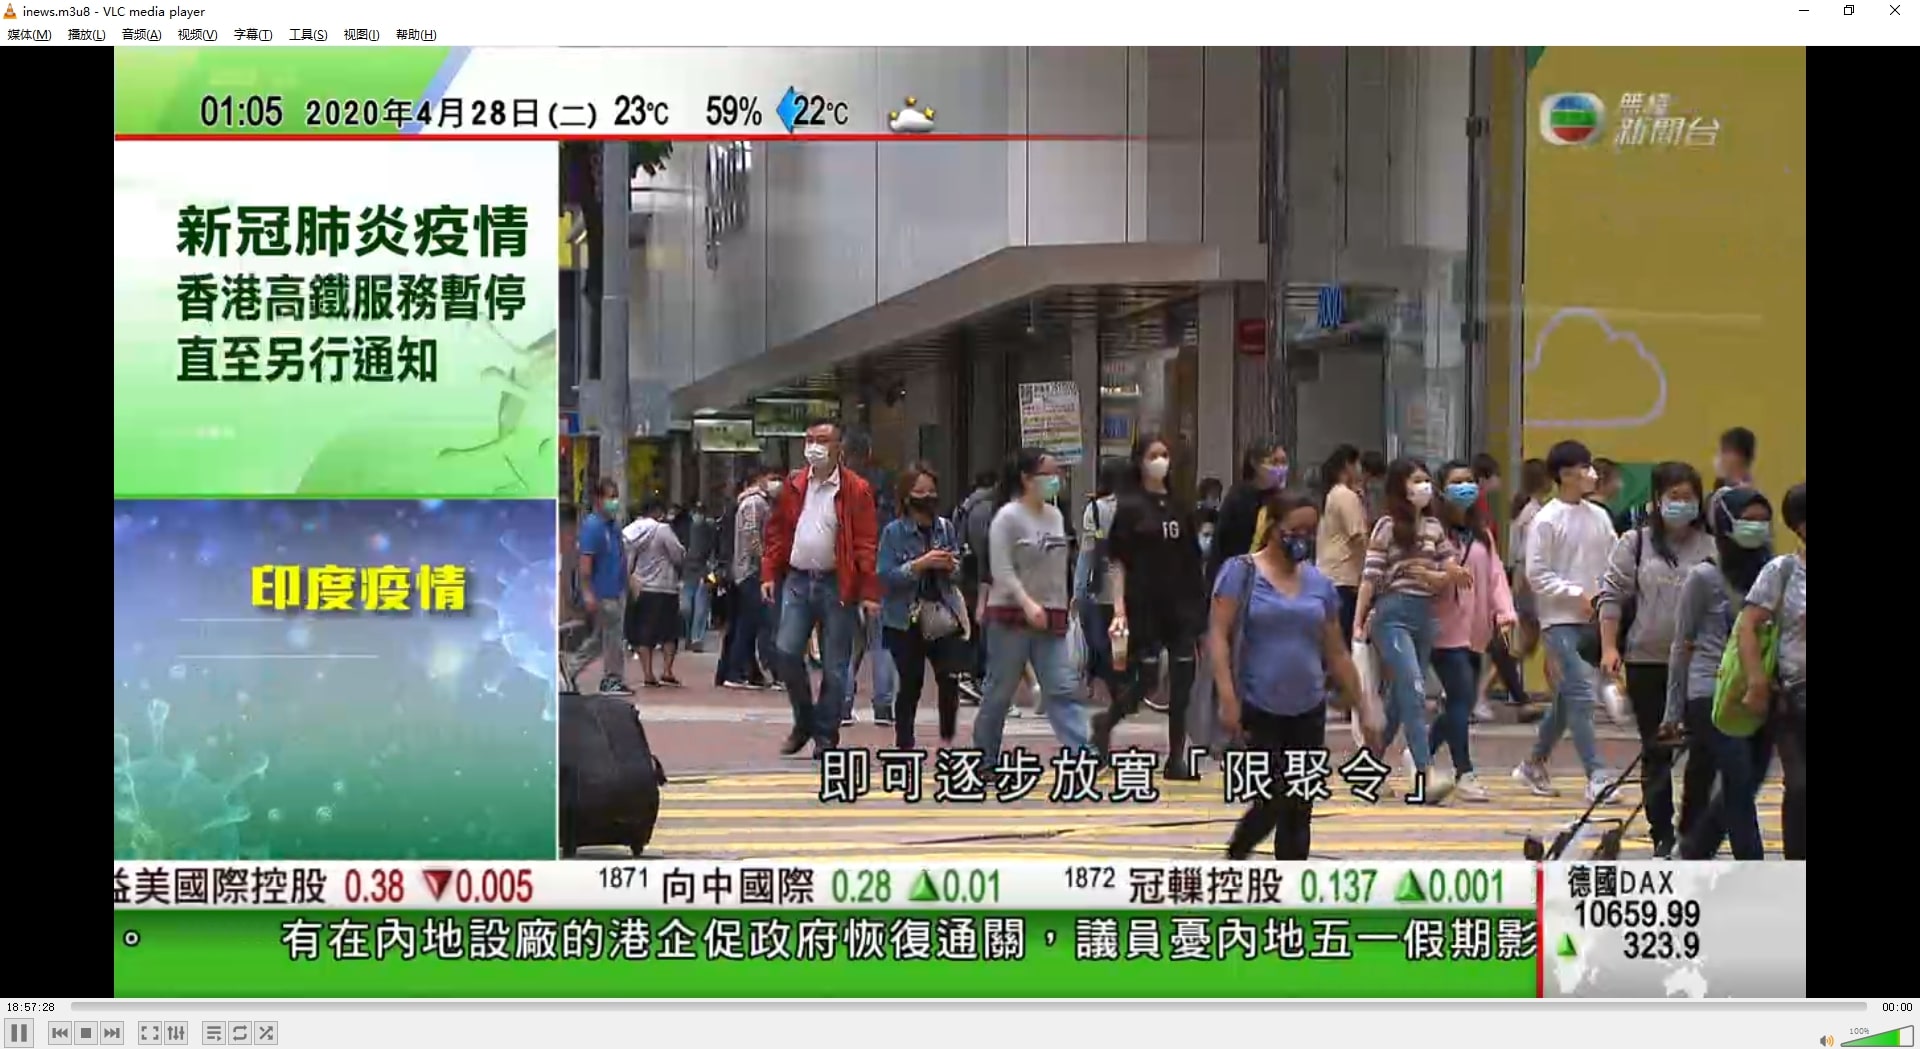 inews.m3u8 - VLC media player
媒体(M) 播放(L) 音频(A) 视频(V) 字幕(T) 工具(S) 视图(I) 帮助(H)
01:05 2020年4月28日(二) 23℃ 59% 22℃
無綫
新聞台
新冠肺炎疫情
香港高鐵服務暫停
直至另行通知
印度疫情
FG
即可逐步放寬「限聚令」
益美國際控股 0.38 ▼0.005 1871 向中國際 0.28 ▲0.01 1872 冠轈控股 0.137 ▲0.001
。 有在內地設廠的港企促政府恢復通關，議員憂內地五一假期影
德國DAX
10659.99
▲ 323.9
18:57:28 00:00
100%